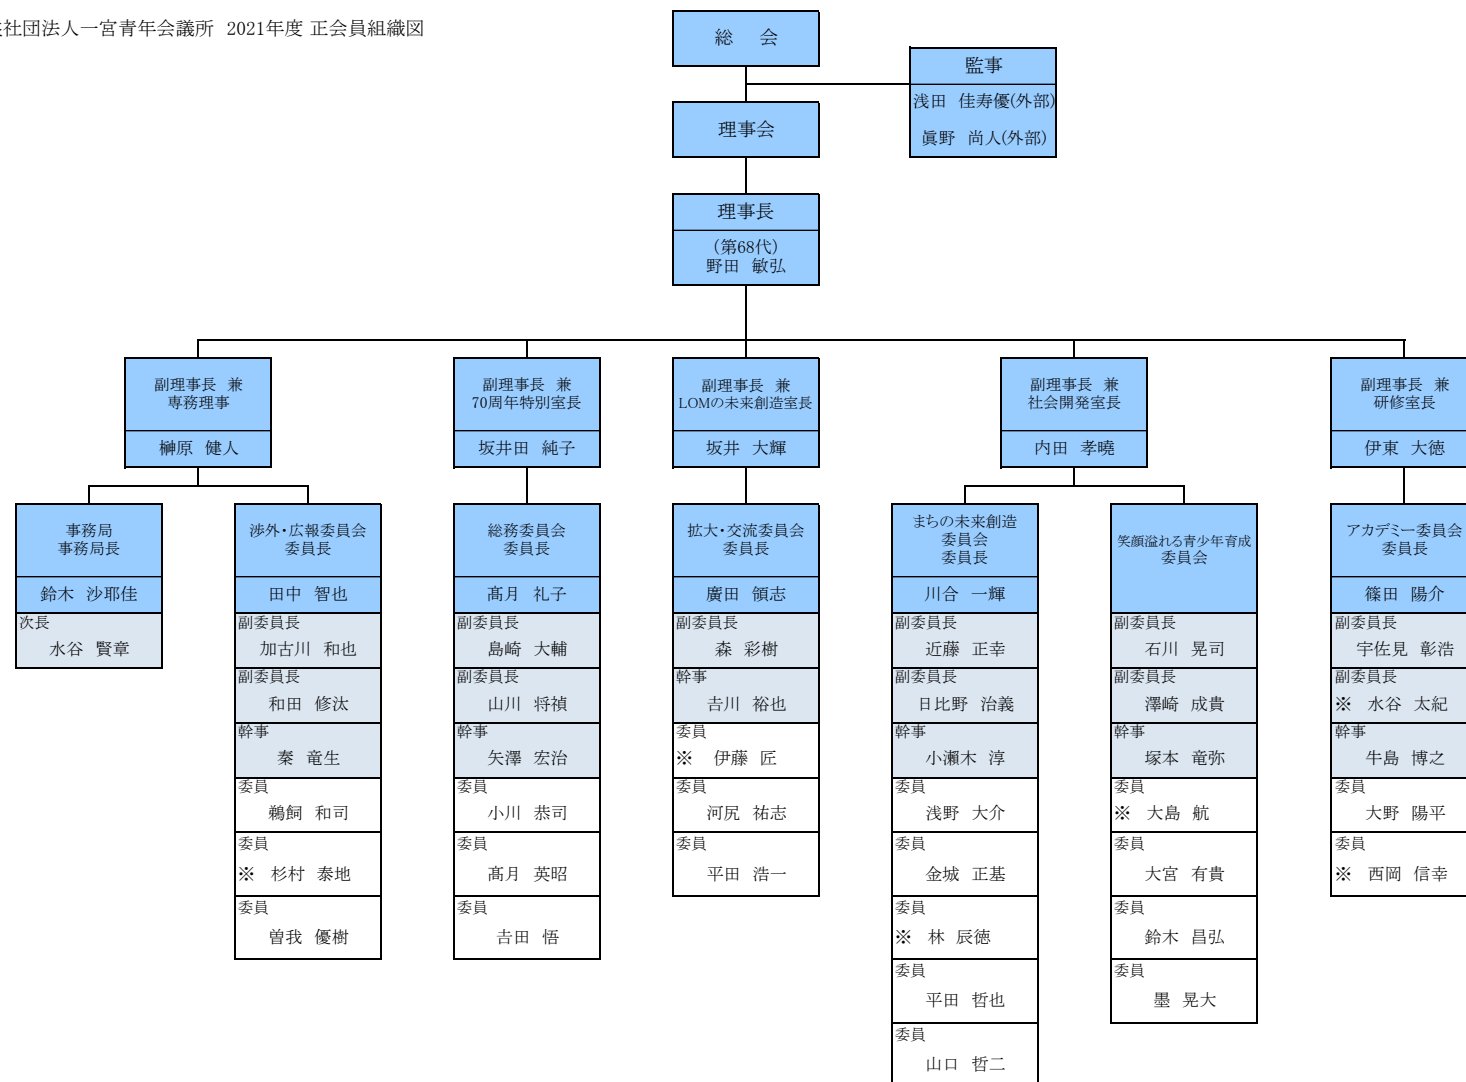 社団法人一宮青年会議所 2021年度 正会員組織図
総 会
監事
浅田 佳寿優(外部)
眞野 尚人(外部)
理事会
理事長
(第68代)
野田 敏弘
副理事長 兼
専務理事
榊原 健人
副理事長 兼
70周年特別室長
坂井田 純子
副理事長 兼
LOMの未来創造室長
坂井 大輝
副理事長 兼
社会開発室長
内田 孝曉
副理事長 兼
研修室長
伊東 大徳
事務局
事務局長
鈴木 沙耶佳
次長
水谷 賢章
渉外・広報委員会
委員長
田中 智也
副委員長
加古川 和也
副委員長
和田 修汰
幹事
秦 竜生
委員
鵜飼 和司
委員
※ 杉村 泰地
委員
曽我 優樹
総務委員会
委員長
髙月 礼子
副委員長
島崎 大輔
副委員長
山川 将禎
幹事
矢澤 宏治
委員
小川 恭司
委員
髙月 英昭
委員
𠮷田 悟
拡大・交流委員会
委員長
廣田 領志
副委員長
森 彩樹
幹事
𠮷川 裕也
委員
※ 伊藤 匠
委員
河尻 祐志
委員
平田 浩一
まちの未来創造
委員会
委員長
川合 一輝
副委員長
近藤 正幸
副委員長
日比野 治義
幹事
小瀬木 淳
委員
浅野 大介
委員
金城 正基
委員
※ 林 辰徳
委員
平田 哲也
委員
山口 哲二
笑顔溢れる青少年育成
委員会
副委員長
石川 晃司
副委員長
澤崎 成貴
幹事
塚本 竜弥
委員
※ 大島 航
委員
大宮 有貴
委員
鈴木 昌弘
委員
墨 晃大
アカデミー委員会
委員長
篠田 陽介
副委員長
宇佐見 彰浩
副委員長
※ 水谷 太紀
幹事
牛島 博之
委員
大野 陽平
委員
※ 西岡 信幸